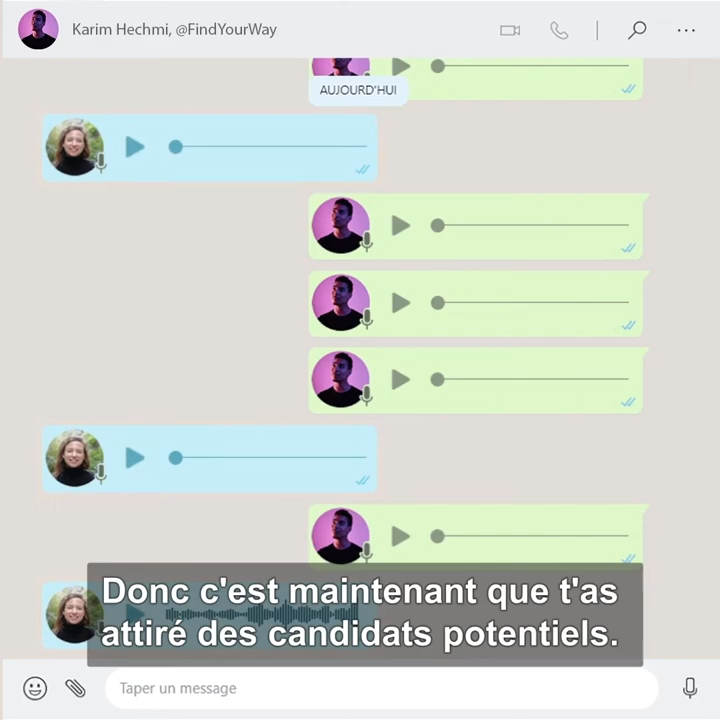 Karim Hechmi, @FindYourWay
AUJOURD'HUI
Donc c'est maintenant que t'as
attiré des candidats potentiels.
Taper un message